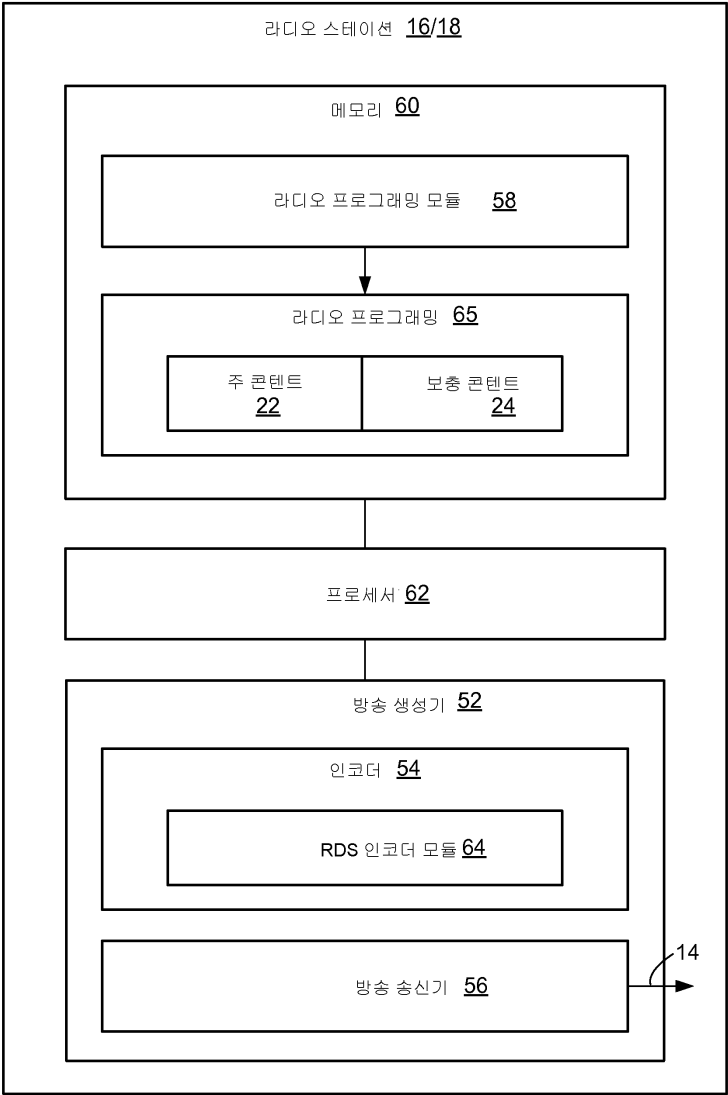 라디오 스테이션 16/18
메모리 60
라디오 프로그래밍 모듈 58
라디오 프로그래밍 65
주 콘텐트
22
보충 콘텐트
24
프로세서 62
방송 생성기 52
인코더 54
RDS 인코더 모듈 64
14
방송 송신기 56